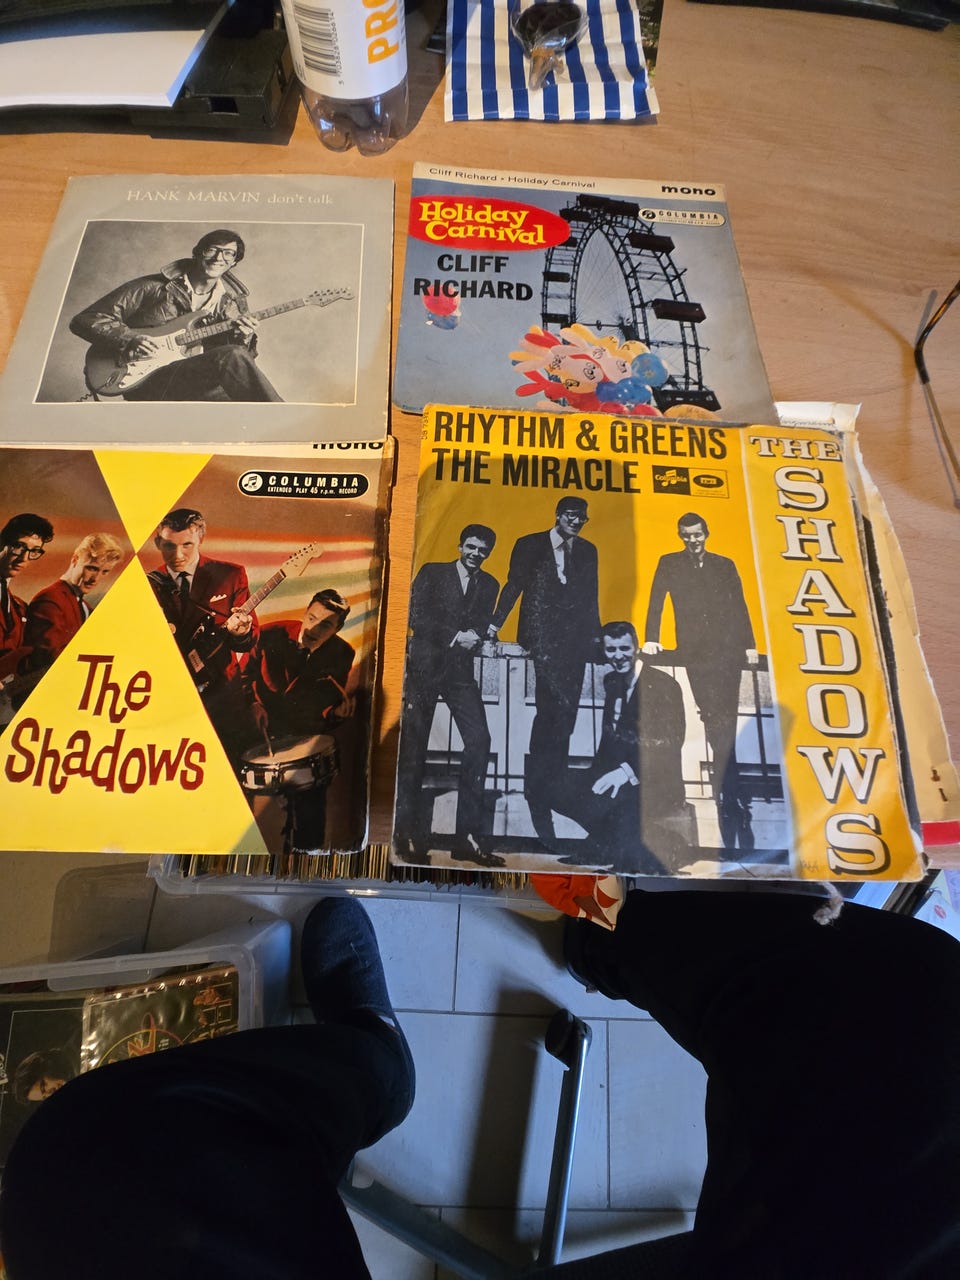 PRO
HANK MARVIN don't talk
Cliff Richard • Holiday Carnival
mono
Holiday
Carnival
COLUMBIA
CLIFF
RICHARD
mono
COLUMBIA
EXTENDED PLAY 45 r.p.m. RECORD
The
Shadows
RHYTHM & GREENS
THE MIRACLE
Columbia
EMI
THE
SHADOWS